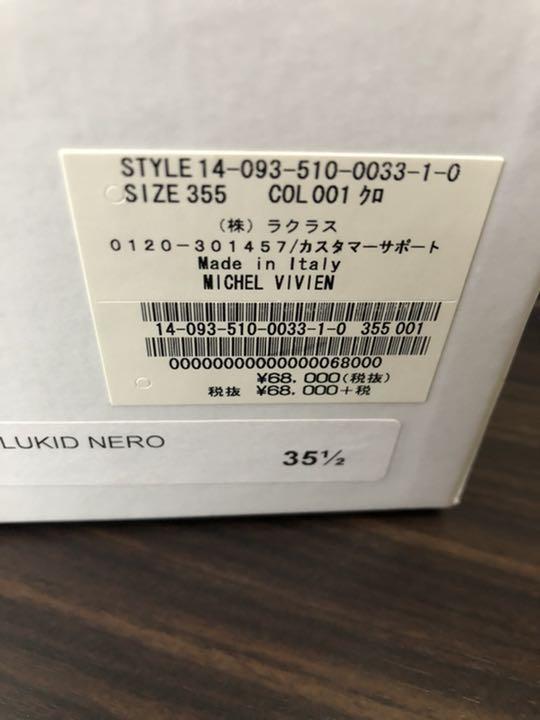 STYLE 14-093-510-0033-1-0
SIZE 355 COL 001 クロ
(株) ラクラス
0120-301457/カスタマーサポート
Made in Italy
MICHEL VIVIEN
14-093-510-0033-1-0 355 001
00000000000000068000
¥68.000(税抜)
税抜 ¥68.000+税
LUKID NERO
35½